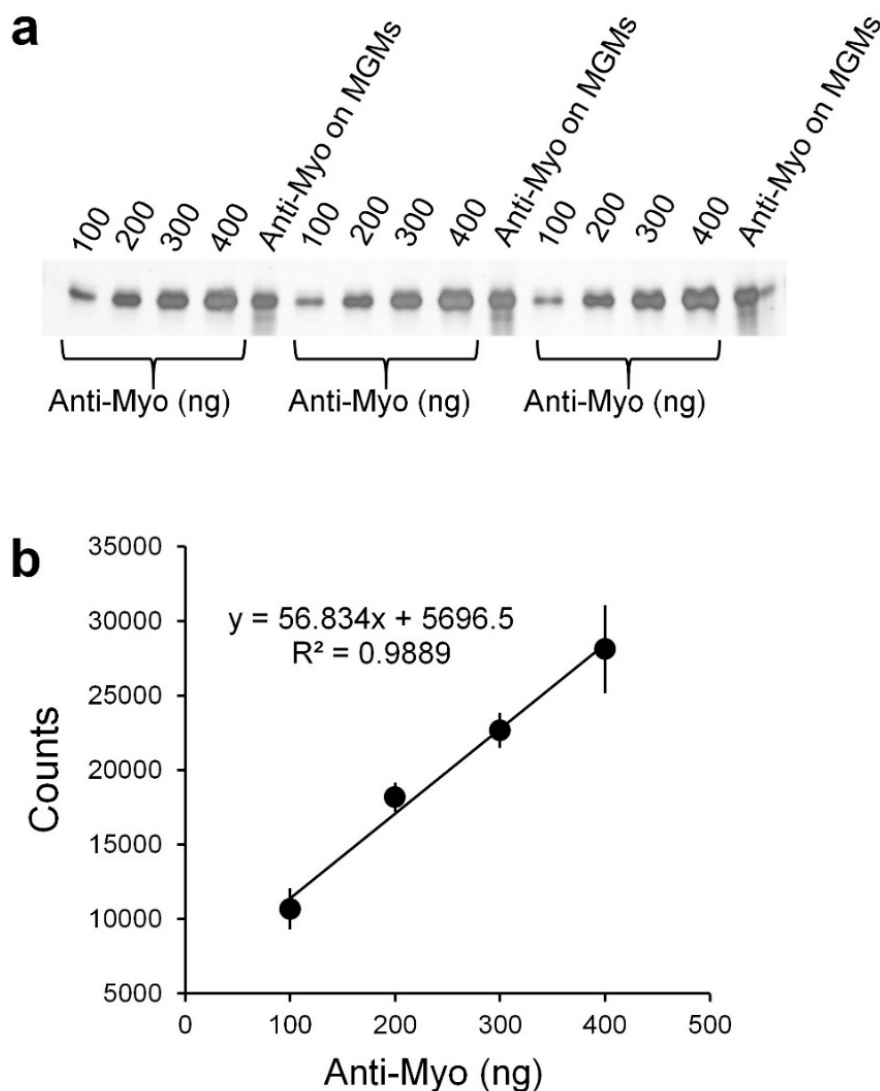 a
100
200
300
400
Anti-Myo on MGMs
100
200
300
400
Anti-Myo on MGMs
100
200
300
400
Anti-Myo on MGMs
Anti-Myo (ng)
Anti-Myo (ng)
Anti-Myo (ng)
b
35000
30000
25000
20000
15000
10000
5000
Counts
y = 56.834x + 5696.5
R² = 0.9889
0
100
200
300
400
500
Anti-Myo (ng)